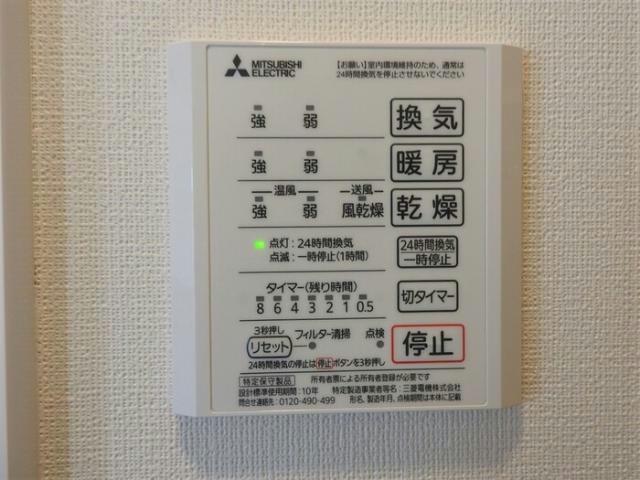 MITSUBISHI ELECTRIC
【お願い】室内環境維持のため、通常は
24時間換気を停止させないでください
強 弱 換気
強 弱 暖房
温風 送風
強 弱 風乾燥 乾燥
点灯:24時間換気
点滅:一時停止(1時間)
24時間換気
一時停止
タイマー(残り時間)
8 6 4 3 2 1 0.5
切タイマー
3秒押し
リセット フィルター清掃 点検
停止
24時間換気の停止は停止ボタンを3秒押し
特定保守製品 所有者票による所有者登録が必要です
設計標準使用期間:10年 特定製造事業者等名:三菱電機株式会社
問合せ連絡先:0120-490-499 形名、製造年月、点検期間は本体に記載